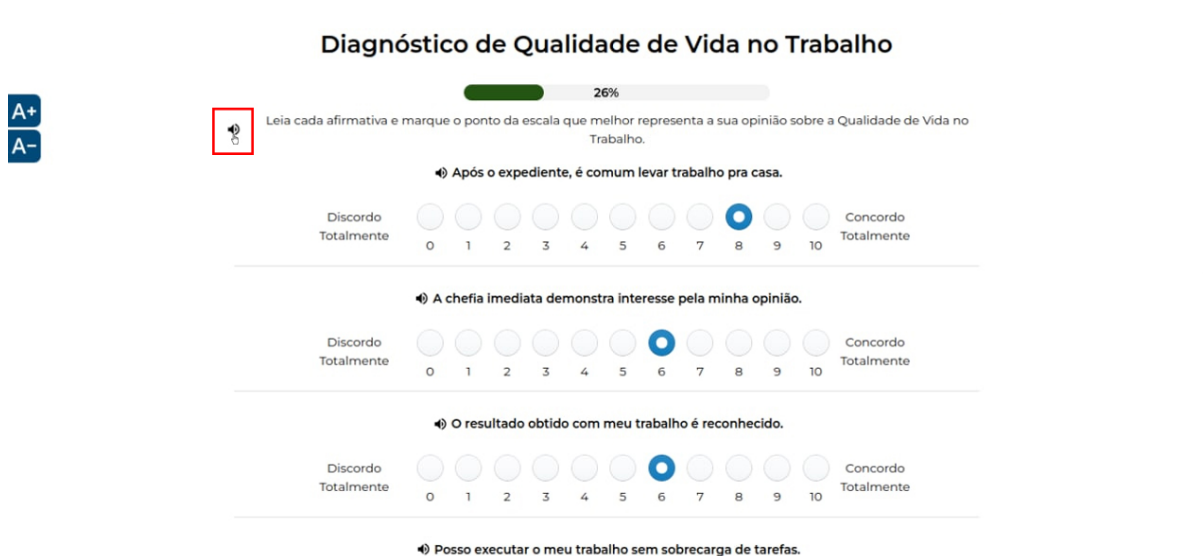 Diagnóstico de Qualidade de Vida no Trabalho
26%
A+
A-
Leia cada afirmativa e marque o ponto da escala que melhor representa a sua opinião sobre a Qualidade de Vida no
Trabalho.
Após o expediente, é comum levar trabalho pra casa.
Discordo
Totalmente
0 1 2 3 4 5 6 7 8 9 10
Concordo
Totalmente
A chefia imediata demonstra interesse pela minha opinião.
Discordo
Totalmente
0 1 2 3 4 5 6 7 8 9 10
Concordo
Totalmente
O resultado obtido com meu trabalho é reconhecido.
Discordo
Totalmente
0 1 2 3 4 5 6 7 8 9 10
Concordo
Totalmente
Posso executar o meu trabalho sem sobrecarga de tarefas.